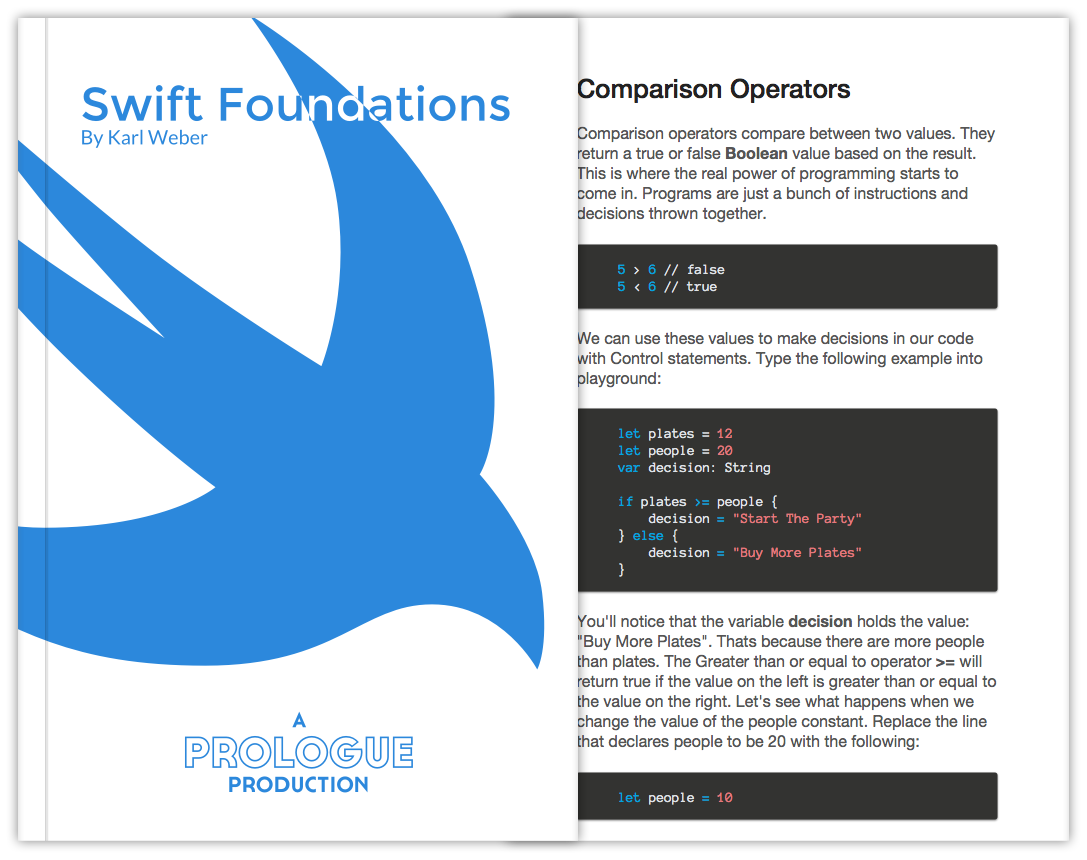 Swift Foundations
By Karl Weber
A
PROLOGUE
PRODUCTION
Comparison Operators
Comparison operators compare between two values. They
return a true or false Boolean value based on the result.
This is where the real power of programming starts to
come in. Programs are just a bunch of instructions and
decisions thrown together.
5 > 6 // false
5 < 6 // true
We can use these values to make decisions in our code
with Control statements. Type the following example into
playground:
let plates = 12
let people = 20
var decision: String
if plates >= people {
    decision = "Start The Party"
} else {
    decision = "Buy More Plates"
}
You'll notice that the variable decision holds the value:
"Buy More Plates". Thats because there are more people
than plates. The Greater than or equal to operator >= will
return true if the value on the left is greater than or equal to
the value on the right. Let's see what happens when we
change the value of the people constant. Replace the line
that declares people to be 20 with the following:
let people = 10